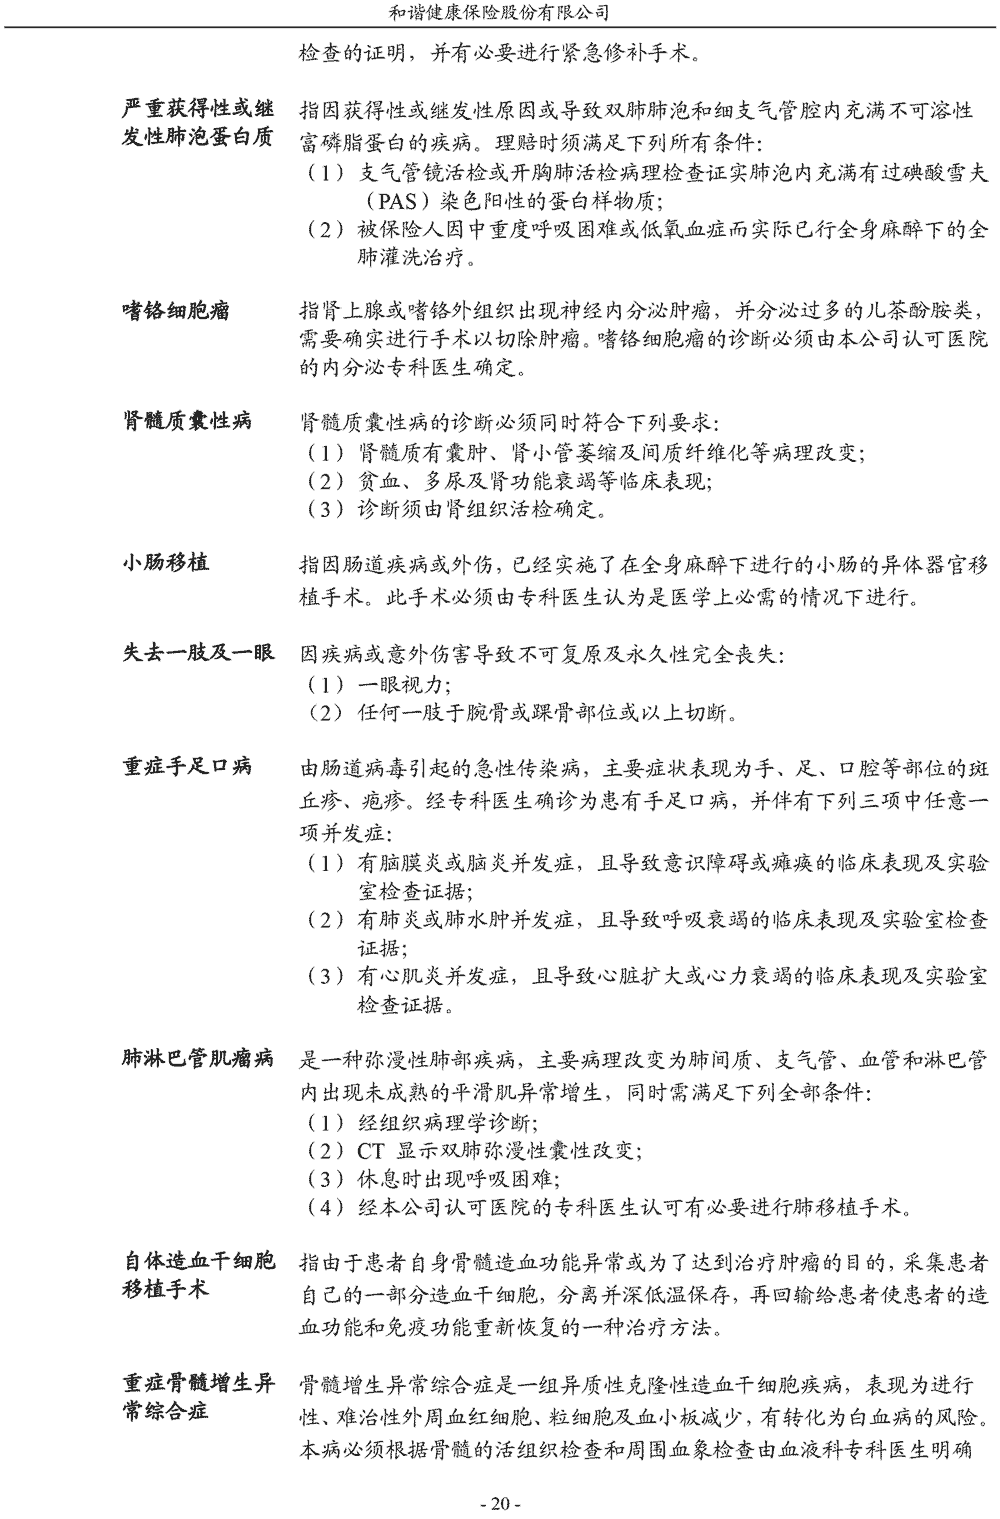 和谐健康保险股份有限公司
检查的证明，并有必要进行紧急修补手术。
严重获得性或继
发性肺泡蛋白质
指因获得性或继发性原因或导致双肺肺泡和细支气管腔内充满不可溶性
富磷脂蛋白的疾病。理赔时须满足下列所有条件：
（1）支气管镜活检或开胸肺活检病理检查证实肺泡内充满有过碘酸雪夫
（PAS）染色阳性的蛋白样物质；
（2）被保险人因中重度呼吸困难或低氧血症而实际已行全身麻醉下的全
肺灌洗治疗。
嗜铬细胞瘤
指肾上腺或嗜铬外组织出现神经内分泌肿瘤，并分泌过多的儿茶酚胺类，
需要确实进行手术以切除肿瘤。嗜铬细胞瘤的诊断必须由本公司认可医院
的内分泌专科医生确定。
肾髓质囊性病
肾髓质囊性病的诊断必须同时符合下列要求：
（1）肾髓质有囊肿、肾小管萎缩及间质纤维化等病理改变；
（2）贫血、多尿及肾功能衰竭等临床表现；
（3）诊断须由肾组织活检确定。
小肠移植
指因肠道疾病或外伤，已经实施了在全身麻醉下进行的小肠的异体器官移
植手术。此手术必须由专科医生认为是医学上必需的情况下进行。
失去一肢及一眼
因疾病或意外伤害导致不可复原及永久性完全丧失：
（1）一眼视力；
（2）任何一肢于腕骨或踝骨部位或以上切断。
重症手足口病
由肠道病毒引起的急性传染病，主要症状表现为手、足、口腔等部位的斑
丘疹、疱疹。经专科医生确诊为患有手足口病，并伴有下列三项中任意一
项并发症：
（1）有脑膜炎或脑炎并发症，且导致意识障碍或瘫痪的临床表现及实验
室检查证据；
（2）有肺炎或肺水肿并发症，且导致呼吸衰竭的临床表现及实验室检查
证据；
（3）有心肌炎并发症，且导致心脏扩大或心力衰竭的临床表现及实验室
检查证据。
肺淋巴管肌瘤病
是一种弥漫性肺部疾病，主要病理改变为肺间质、支气管、血管和淋巴管
内出现未成熟的平滑肌异常增生，同时需满足下列全部条件：
（1）经组织病理学诊断；
（2）CT 显示双肺弥漫性囊性改变；
（3）休息时出现呼吸困难；
（4）经本公司认可医院的专科医生认可有必要进行肺移植手术。
自体造血干细胞
移植手术
指由于患者自身骨髓造血功能异常或为了达到治疗肿瘤的目的，采集患者
自己的一部分造血干细胞，分离并深低温保存，再回输给患者使患者的造
血功能和免疫功能重新恢复的一种治疗方法。
重症骨髓增生异
常综合症
骨髓增生异常综合症是一组异质性克隆性造血干细胞疾病，表现为进行
性、难治性外周血红细胞、粒细胞及血小板减少，有转化为白血病的风险。
本病必须根据骨髓的活组织检查和周围血象检查由血液科专科医生明确
- 20 -